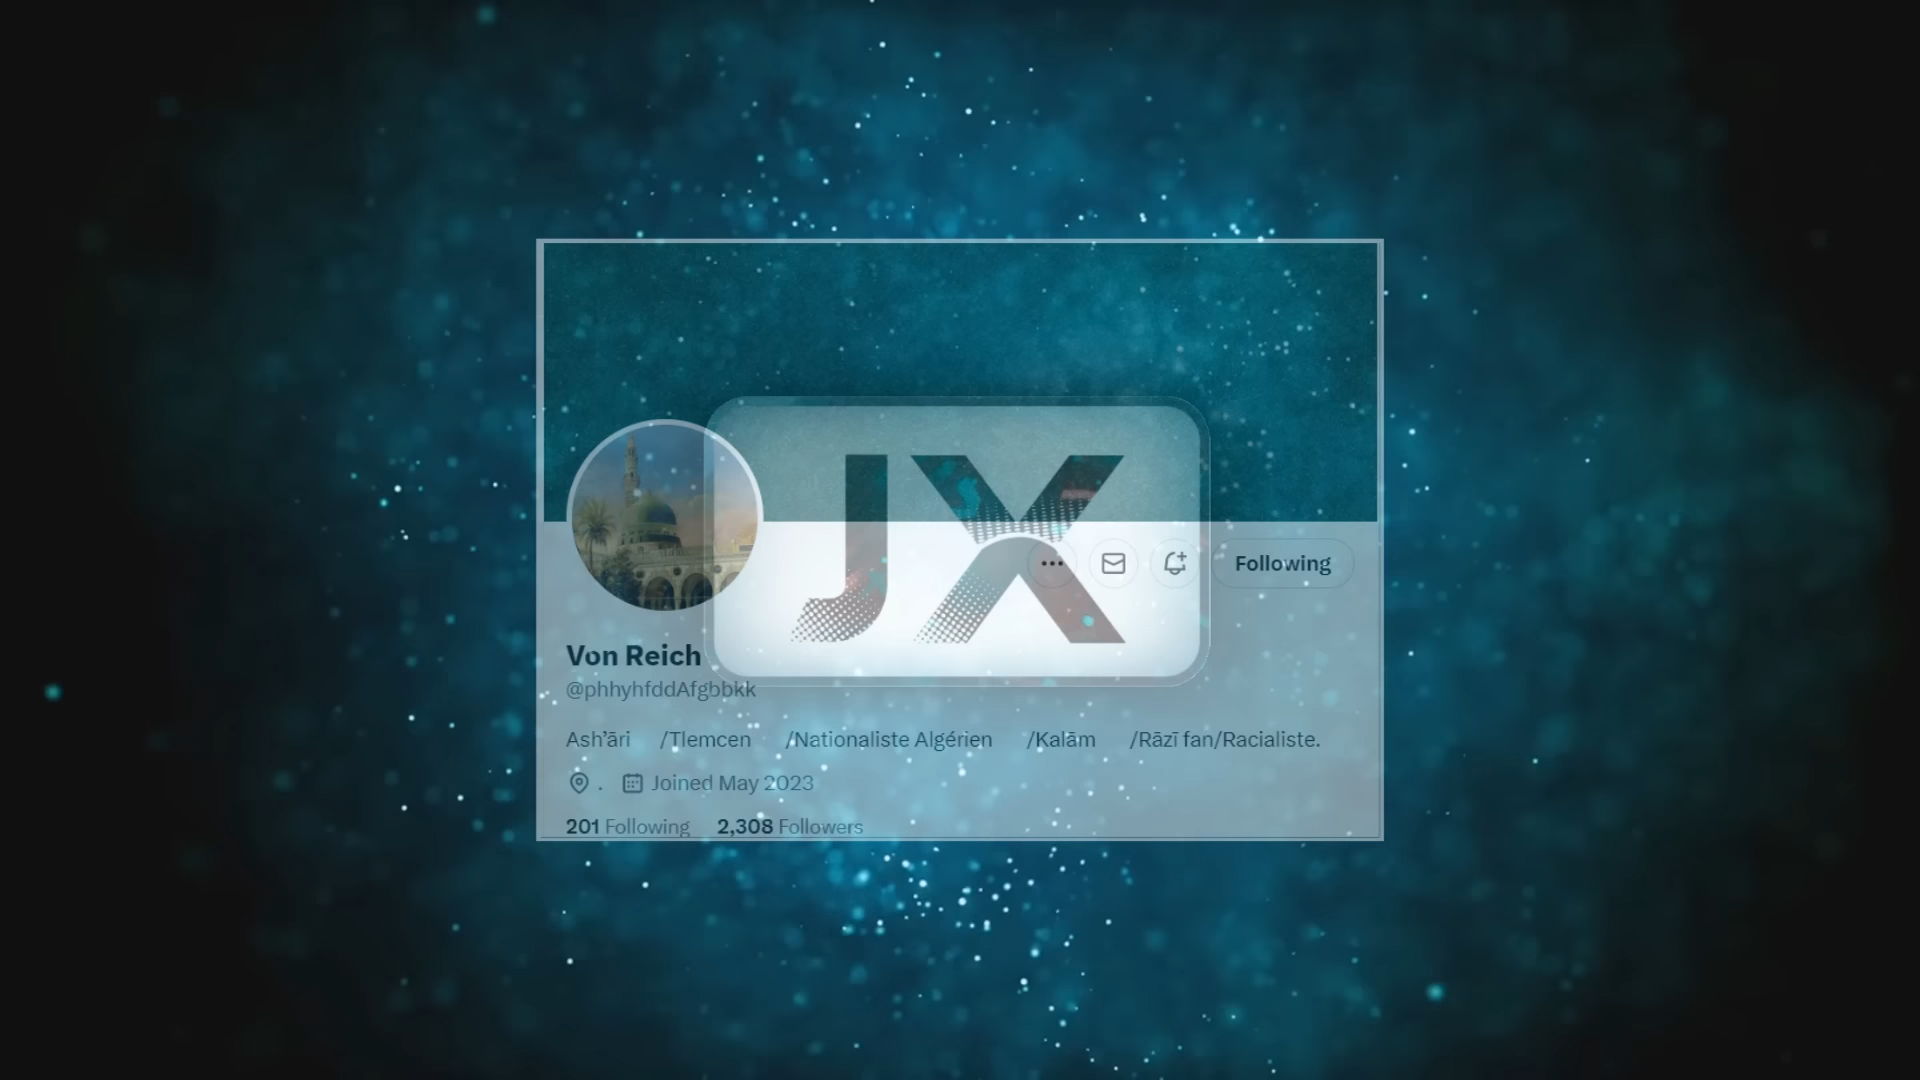 JX
Following
Von Reich
@phhyhfddAfgbbkk
Ash’āri /Tlemcen /Nationaliste Algérien /Kalām /Rāzī fan/Racialiste.
. Joined May 2023
201 Following 2,308 Followers